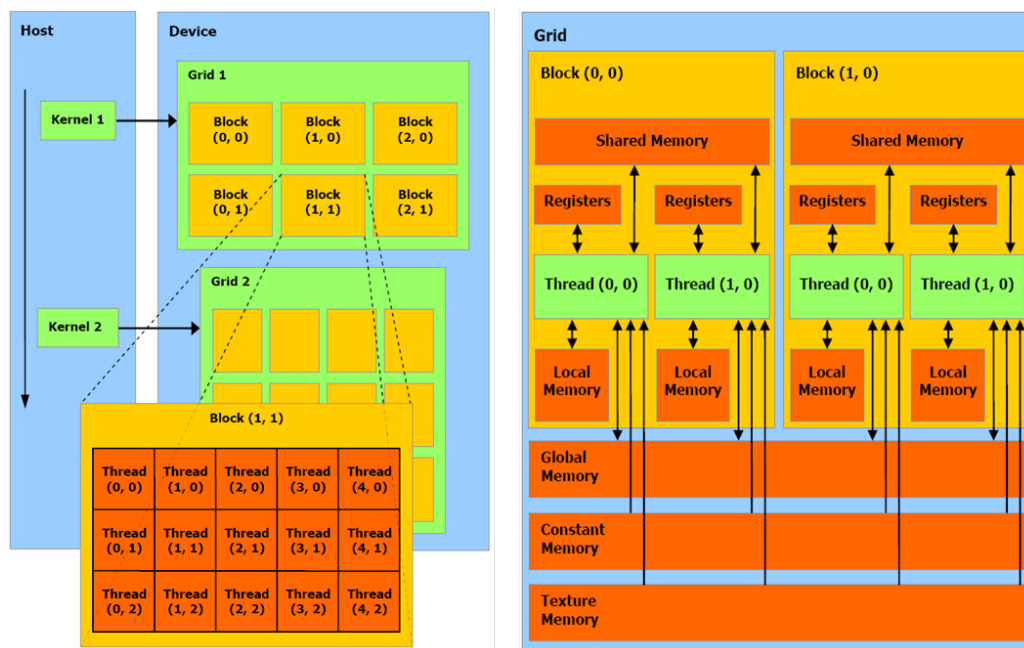 Host
Device
Grid 1
Kernel 1
Block Block Block
(0, 0) (1, 0) (2, 0)
Block Block Block
(0, 1) (1, 1) (2, 1)
Grid 2
Kernel 2
Block (1, 1)
Thread Thread Thread Thread Thread
(0, 0) (1, 0) (2, 0) (3, 0) (4, 0)
Thread Thread Thread Thread Thread
(0, 1) (1, 1) (2, 1) (3, 1) (4, 1)
Thread Thread Thread Thread Thread
(0, 2) (1, 2) (2, 2) (3, 2) (4, 2)
Grid
Block (0, 0) Block (1, 0)
Shared Memory Shared Memory
Registers Registers Registers Registers
Thread (0, 0) Thread (1, 0) Thread (0, 0) Thread (1, 0)
Local Local Local Local
Memory Memory Memory Memory
Global
Memory
Constant
Memory
Texture
Memory